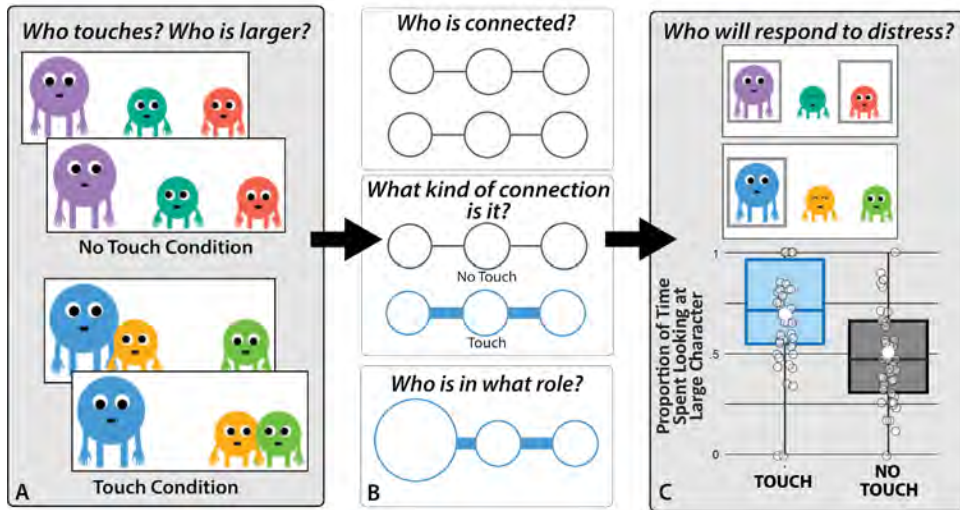 Who touches? Who is larger?
No Touch Condition
Touch Condition
A
Who is connected?
What kind of connection
is it?
No Touch
Touch
Who is in what role?
B
Who will respond to distress?
Proportion of Time
Spent Looking at
Large Character
1
.5
0
TOUCH
NO
TOUCH
C